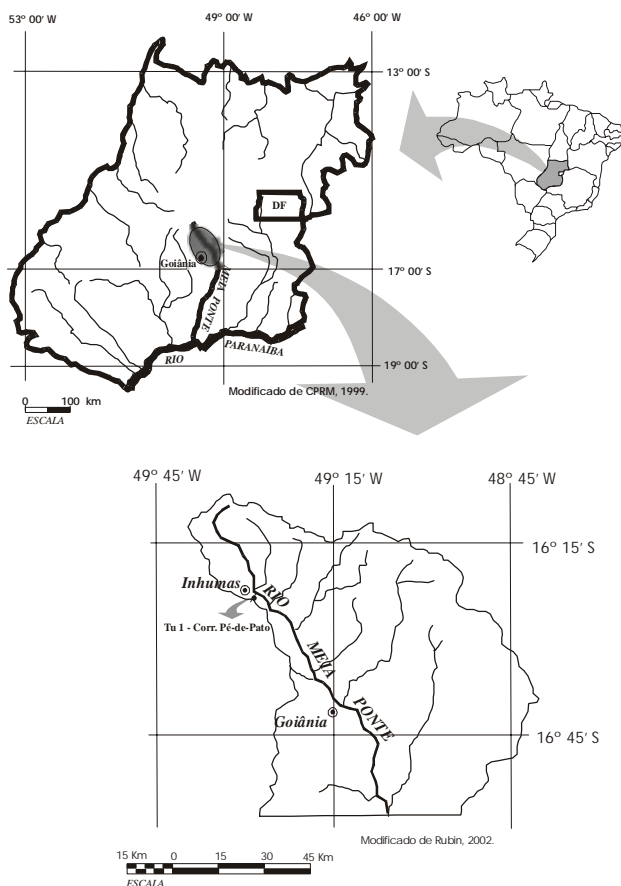 53° 00' W
49° 00' W
46° 00' W
13° 00' S
DF
Goiânia
17° 00' S
MEIA PONTE
PARANAÍBA
RIO
19° 00' S
Modificado de CPRM, 1999.
0 100 km
ESCALA
49° 45' W
49° 15' W
48° 45' W
16° 15' S
Inhumas
RIO
Tu 1 - Corr. Pé-de-Pato
MEIA
PONTE
Goiânia
16° 45' S
Modificado de Rubin, 2002.
15 Km 0 15 30 45 Km
ESCALA